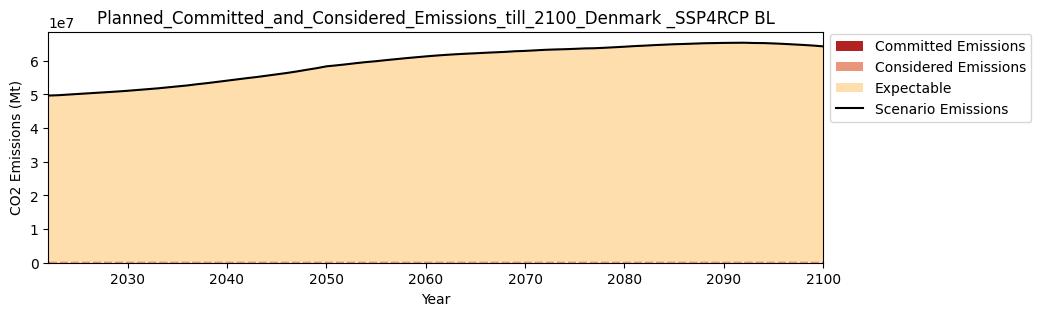 Planned_Committed_and_Considered_Emissions_till_2100_Denmark _SSP4RCP BL
1e7
CO2 Emissions (Mt)
6
5
4
3
2
1
0
2030 2040 2050 2060 2070 2080 2090 2100
Year
Committed Emissions
Considered Emissions
Expectable
Scenario Emissions